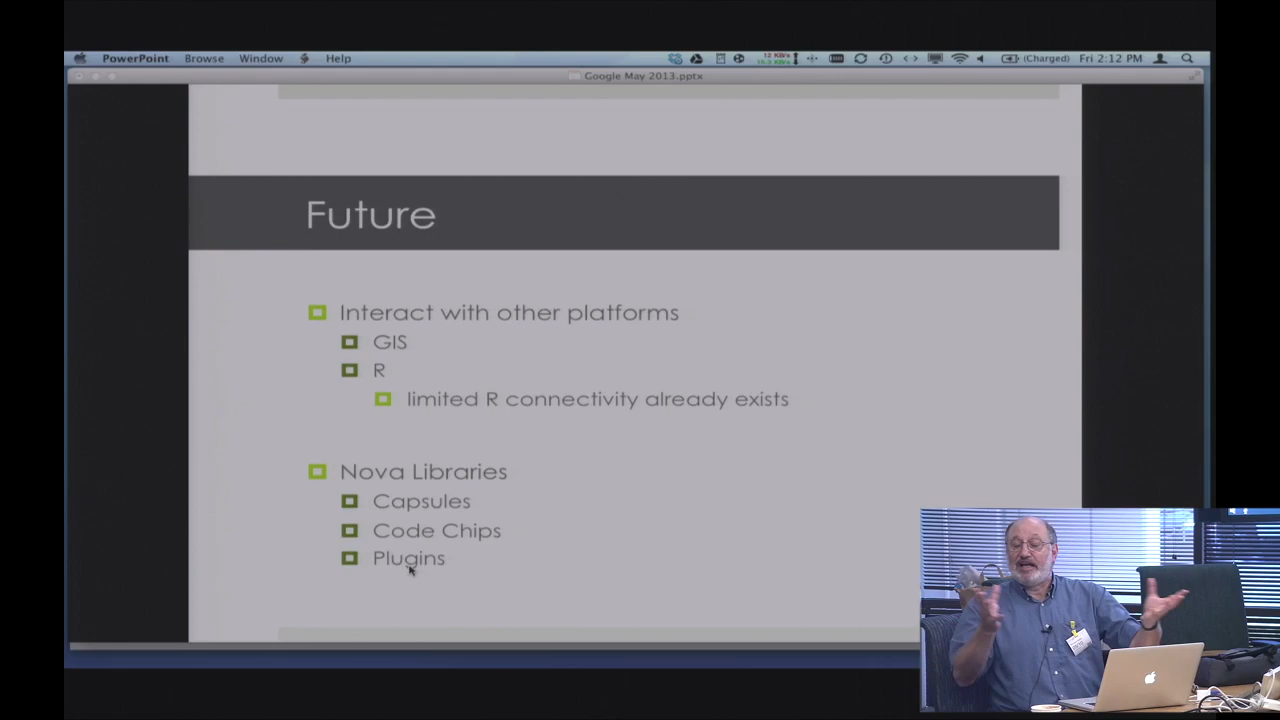 PowerPoint Browse Window Help (Charged) Fri 2:12 PM
Google May 2013.pptx
Future
Interact with other platforms
GIS
R
limited R connectivity already exists
Nova Libraries
Capsules
Code Caps
Plugins